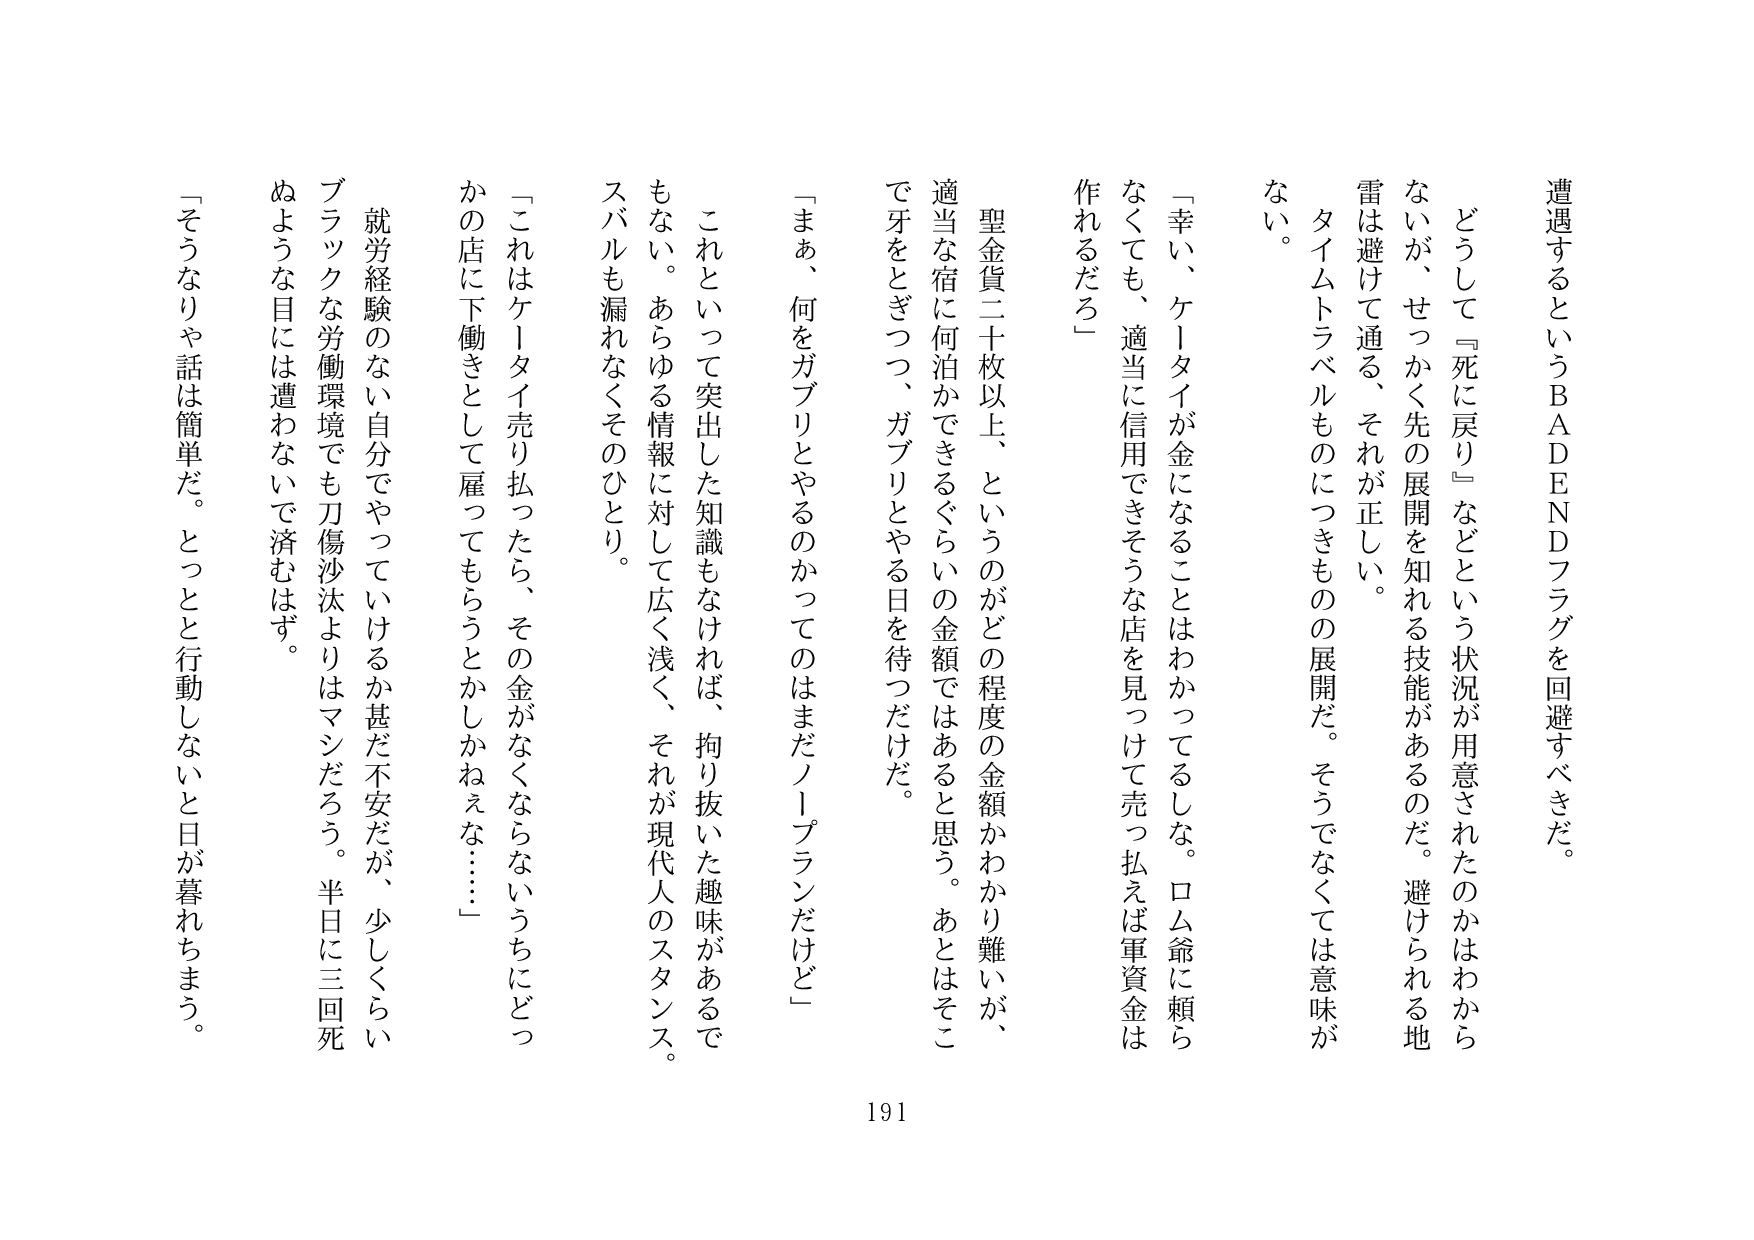 遭遇するというＢＡＤＥＮＤフラグを回避すべきだ。
どうして『死に戻り』などという状況が用意されたのかはわから
ないが、せっかく先の展開を知れる技能があるのだ。避けられる地
雷は避けて通る、それが正しい。
タイムトラベルものにつきものの展開だ。そうでなくては意味が
ない。
「幸い、ケータイが金になることはわかってるしな。ロム爺に頼ら
なくても、適当に信用できそうな店を見っけて売っ払えば軍資金は
作れるだろ」
聖金貨二十枚以上、というのがどの程度の金額かわかり難いが、
適当な宿に何泊かできるぐらいの金額ではあると思う。あとはそこ
で牙をとぎつつ、ガブリとやる日を待つだけだ。
「まぁ、何をガブリとやるのかってのはまだノープランだけど」
これといって突出した知識もなければ、拘り抜いた趣味があるで
もない。あらゆる情報に対して広く浅く、それが現代人のスタンス。
スバルも漏れなくそのひとり。
「これはケータイ売り払ったら、その金がなくならないうちにどっ
かの店に下働きとして雇ってもらうとかしかねぇな……」
就労経験のない自分でやっていけるか甚だ不安だが、少しくらい
ブラックな労働環境でも刀傷沙汰よりはマシだろう。半日に三回死
ぬような目には遭わないで済むはず。
「そうなりゃ話は簡単だ。とっとと行動しないと日が暮れちまう。
191